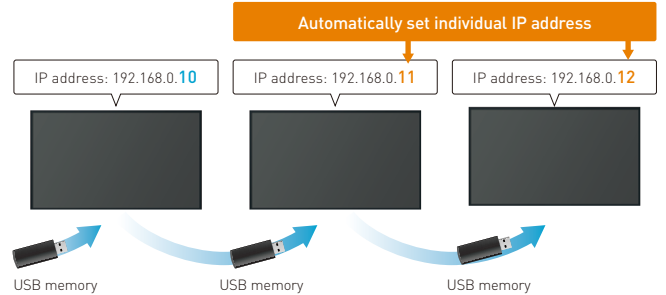 Automatically set individual IP address
IP address: 192.168.0.10
IP address: 192.168.0.11
IP address: 192.168.0.12
USB memory
USB memory
USB memory